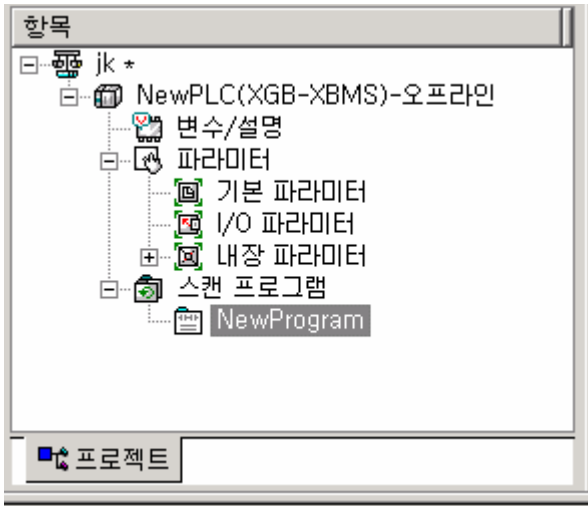 항목
jk *
NewPLC(XGB-XBMS)-오프라인
변수/설명
파라미터
기본 파라미터
I/O 파라미터
내장 파라미터
스캔 프로그램
NewProgram
프로젝트